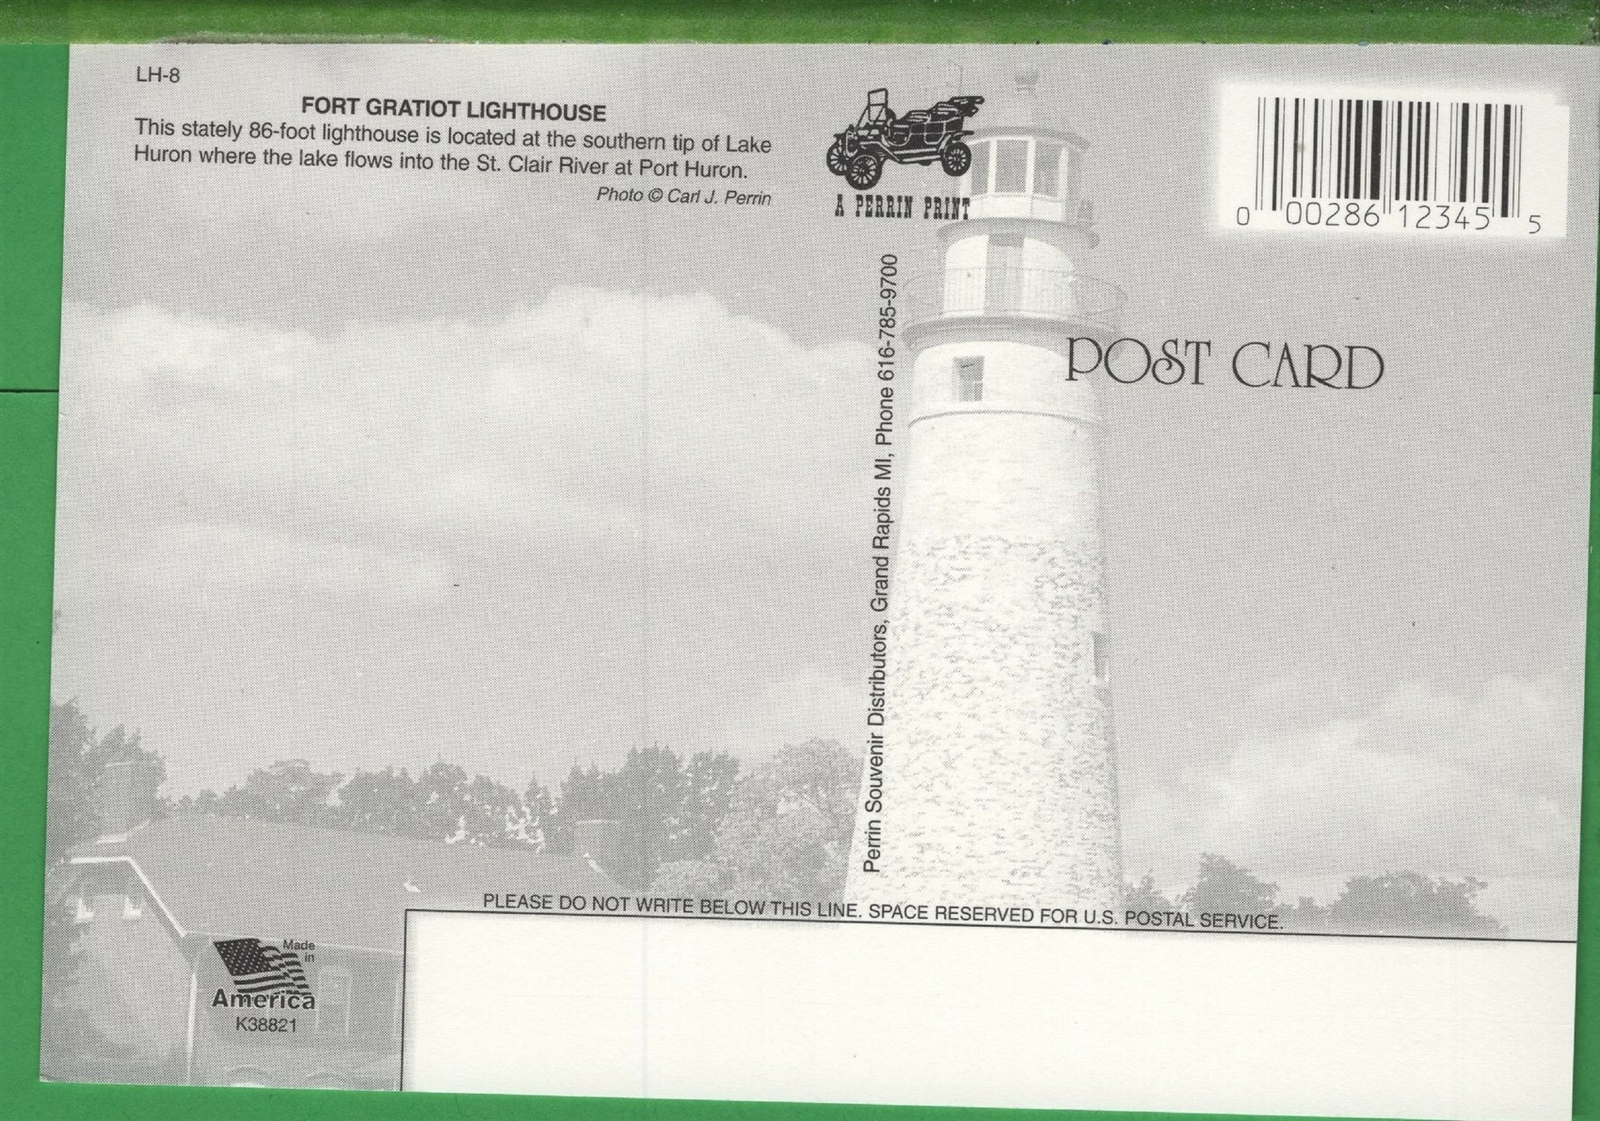 LH-8
FORT GRATIOT LIGHTHOUSE
This stately 86-foot lighthouse is located at the southern tip of Lake
Huron where the lake flows into the St. Clair River at Port Huron.
Photo © Carl J. Perrin
A PERRIN PRINT
0 00286 12345 5
POST CARD
Perrin Souvenir Distributors, Grand Rapids MI, Phone 616-785-9700
PLEASE DO NOT WRITE BELOW THIS LINE. SPACE RESERVED FOR U.S. POSTAL SERVICE.
Made
in
America
K38821